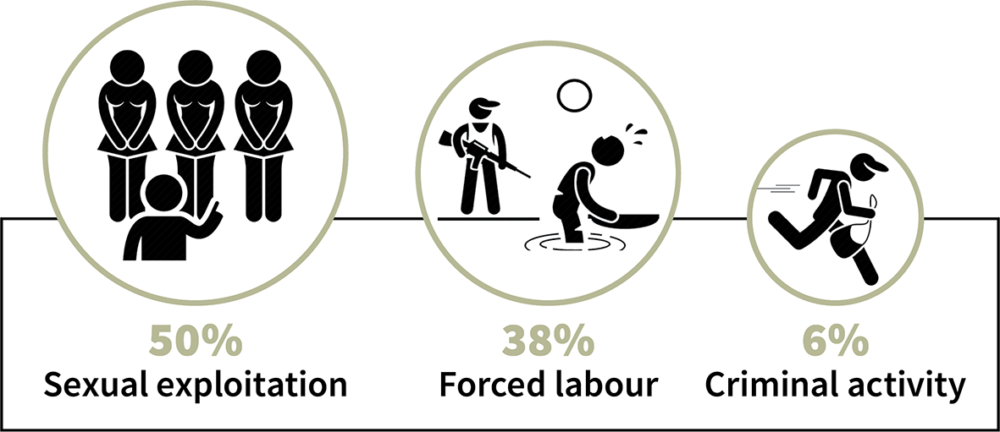 50%
Sexual exploitation
38%
Forced labour
6%
Criminal activity